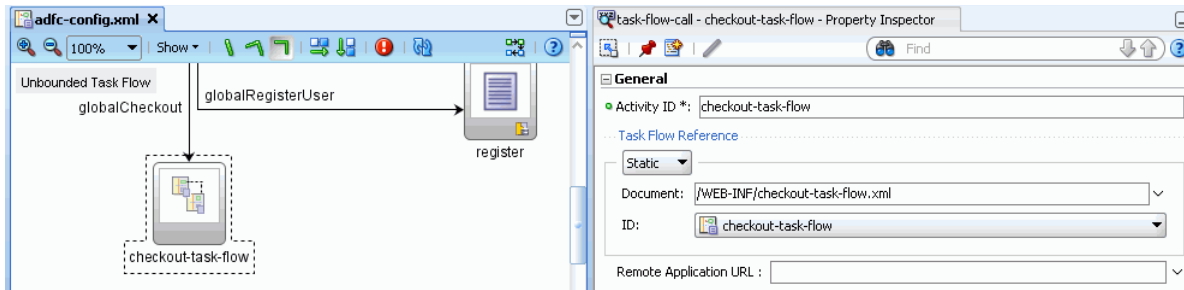 adfc-config.xml
100%
Show
Unbounded Task Flow
globalCheckout
globalRegisterUser
register
checkout-task-flow
task-flow-call - checkout-task-flow - Property Inspector
Find
General
Activity ID *: checkout-task-flow
Task Flow Reference
Static
Document: /WEB-INF/checkout-task-flow.xml
ID: checkout-task-flow
Remote Application URL :